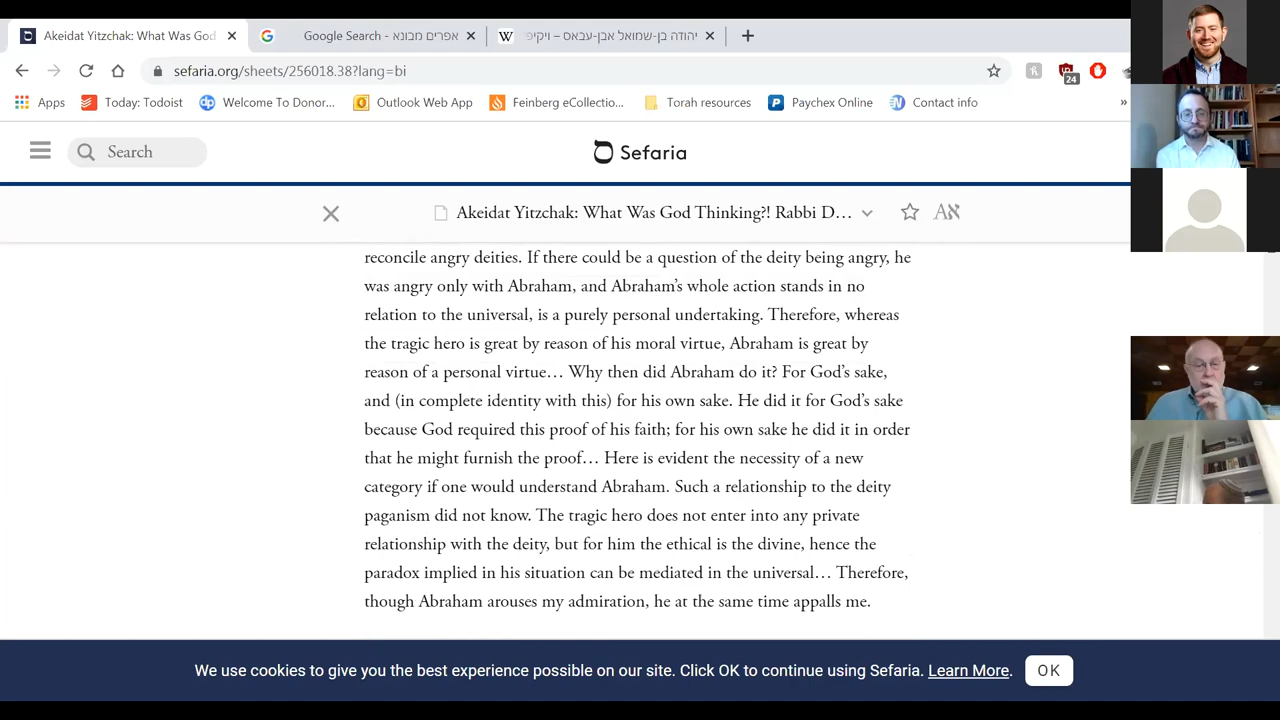 Akeidat Yitzchak: What Was God
Google Search - אפרים מבונא
יהודה בן-שמואל אבן-עבאס – ויקיפ
sefaria.org/sheets/256018.38?lang=bi
24
Apps
Today: Todoist
Welcome To Donor...
Outlook Web App
Feinberg eCollectio...
Torah resources
Paychex Online
Contact info
»
Search
Sefaria
Akeidat Yitzchak: What Was God Thinking?! Rabbi D...
Aא
reconcile angry deities. If there could be a question of the deity being angry, he
was angry only with Abraham, and Abraham's whole action stands in no
relation to the universal, is a purely personal undertaking. Therefore, whereas
the tragic hero is great by reason of his moral virtue, Abraham is great by
reason of a personal virtue… Why then did Abraham do it? For God's sake,
and (in complete identity with this) for his own sake. He did it for God's sake
because God required this proof of his faith; for his own sake he did it in order
that he might furnish the proof… Here is evident the necessity of a new
category if one would understand Abraham. Such a relationship to the deity
paganism did not know. The tragic hero does not enter into any private
relationship with the deity, but for him the ethical is the divine, hence the
paradox implied in his situation can be mediated in the universal… Therefore,
though Abraham arouses my admiration, he at the same time appalls me.
We use cookies to give you the best experience possible on our site. Click OK to continue using Sefaria. Learn More.
OK